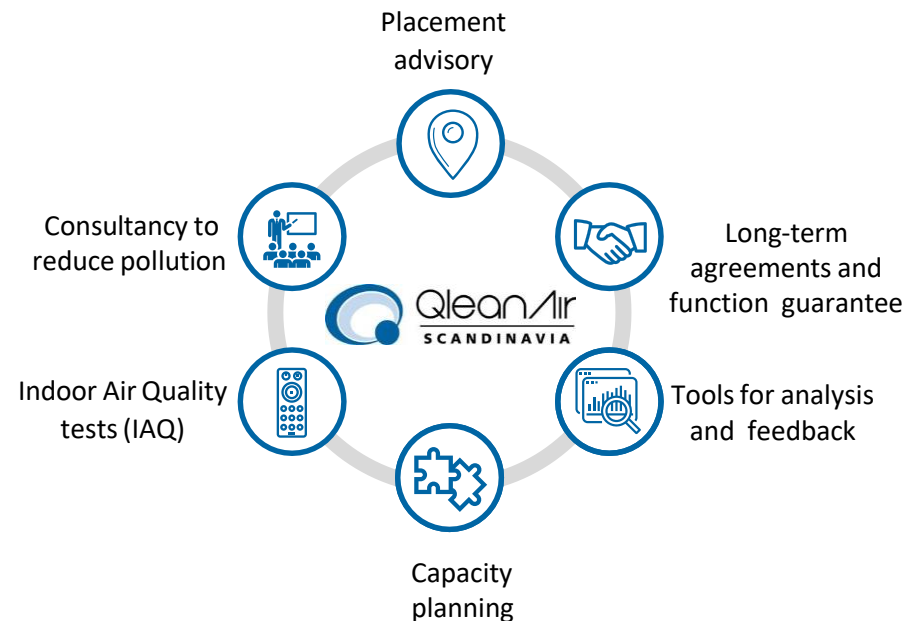 Placement
advisory
Consultancy to
reduce pollution
Long-term
agreements and
function guarantee
QleanAir
SCANDINAVIA
Indoor Air Quality
tests (IAQ)
Tools for analysis
and feedback
Capacity
planning